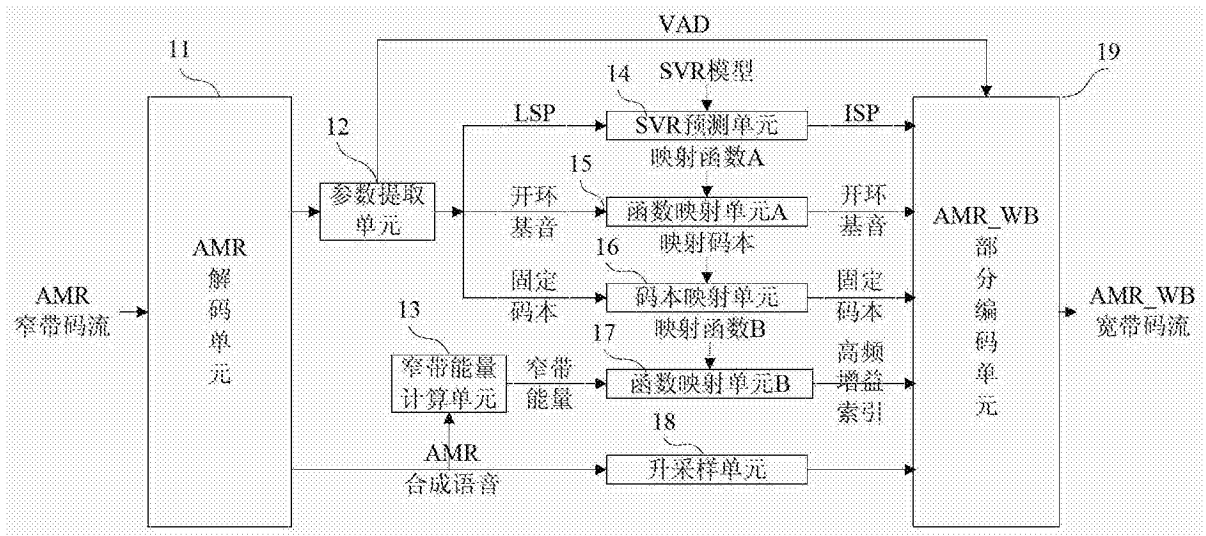 VAD
11
14
SVR模型
19
LSP
SVR预测单元
ISP
12
映射函数A
参数提取
单元
15
开环
基音
函数映射单元A
开环
基音
映射码本
AMR
解
码
单
元
AMR_WB
部
分
编
码
单
元
16
固定
码本
码本映射单元
固定
码本
AMR
窄带码流
AMR_WB
宽带码流
13
映射函数B
17
窄带能量
计算单元
窄带
能量
函数映射单元B
高频
增益
索引
18
AMR
合成语音
升采样单元